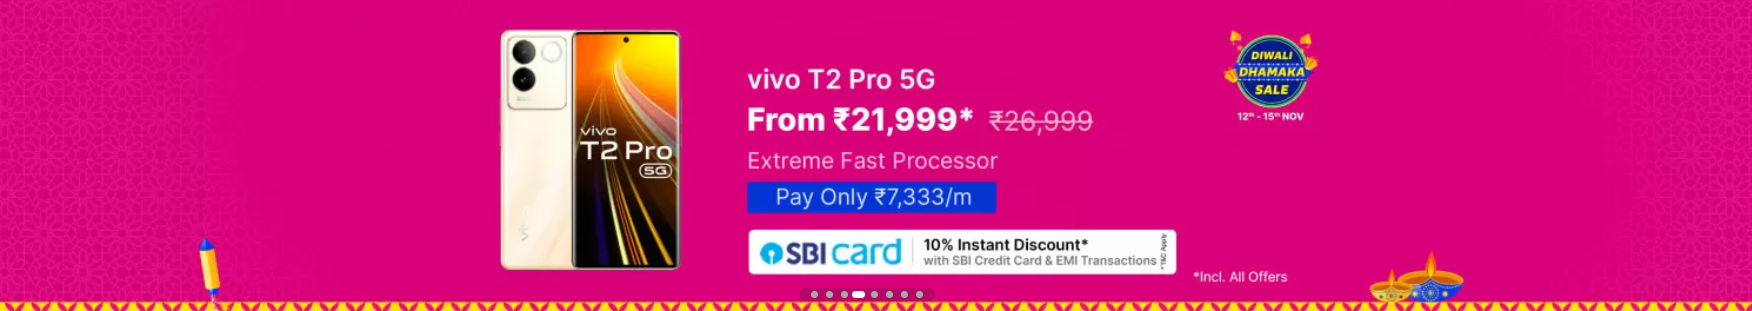 vivo
T2 Pro
5G
vivo T2 Pro 5G
From ₹21,999* ₹26,999
Extreme Fast Processor
Pay Only ₹7,333/m
SBI card
10% Instant Discount*
with SBI Credit Card & EMI Transactions
*T&C Apply
DIWALI
DHAMAKA
SALE
12th - 15th NOV
*Incl. All Offers